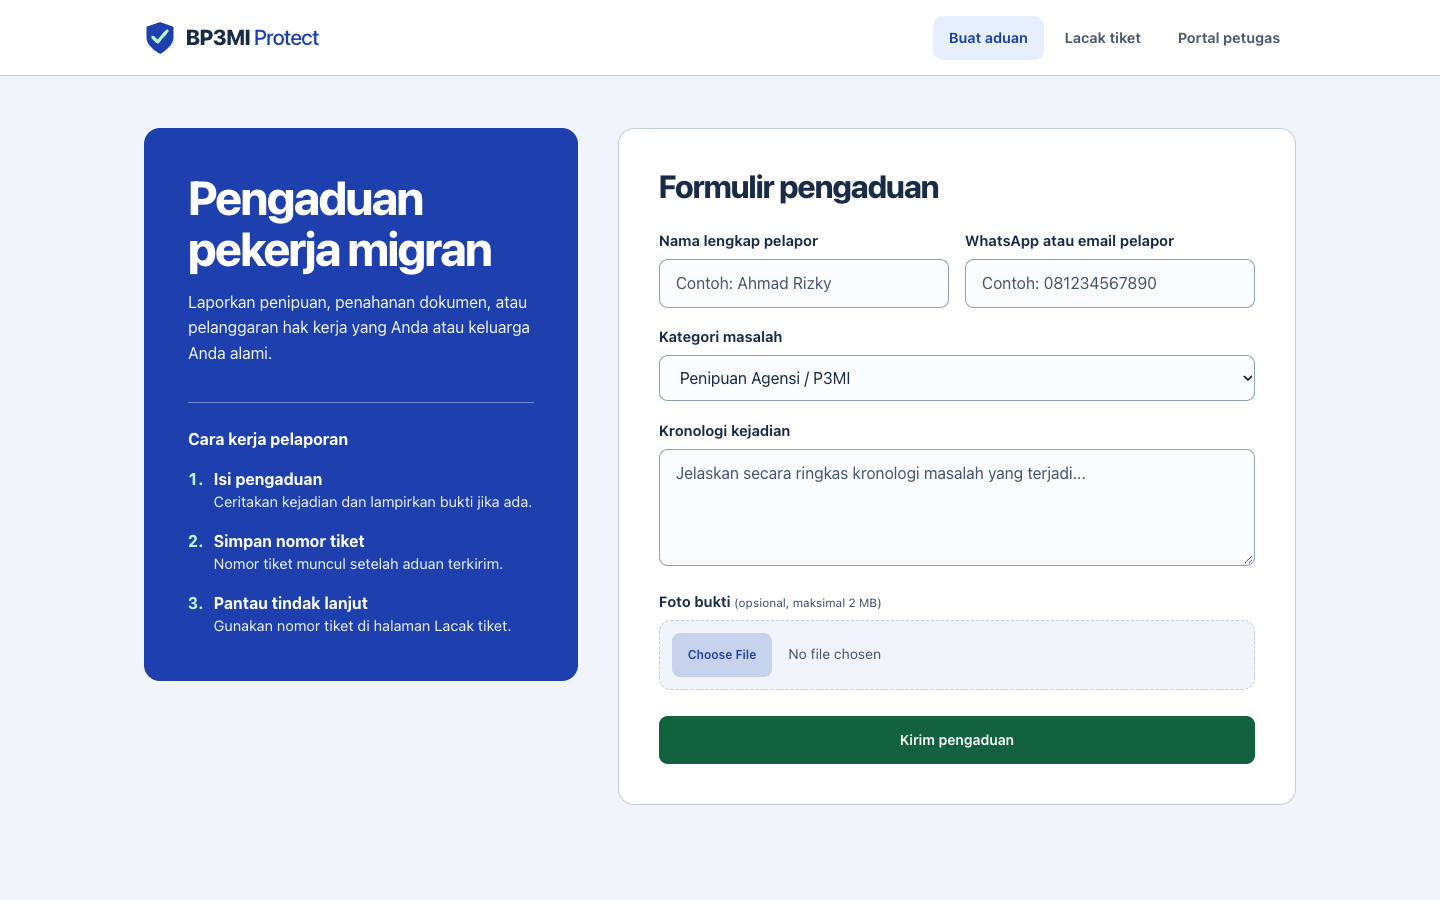 BP3MI Protect
Buat aduan
Lacak tiket
Portal petugas
Pengaduan
pekerja migran
Laporkan penipuan, penahanan dokumen, atau
pelanggaran hak kerja yang Anda atau keluarga
Anda alami.
Cara kerja pelaporan
1. Isi pengaduan
Ceritakan kejadian dan lampirkan bukti jika ada.
2. Simpan nomor tiket
Nomor tiket muncul setelah aduan terkirim.
3. Pantau tindak lanjut
Gunakan nomor tiket di halaman Lacak tiket.
Formulir pengaduan
Nama lengkap pelapor
Contoh: Ahmad Rizky
WhatsApp atau email pelapor
Contoh: 081234567890
Kategori masalah
Penipuan Agensi / P3MI
Kronologi kejadian
Jelaskan secara ringkas kronologi masalah yang terjadi...
Foto bukti (opsional, maksimal 2 MB)
Choose File No file chosen
Kirim pengaduan